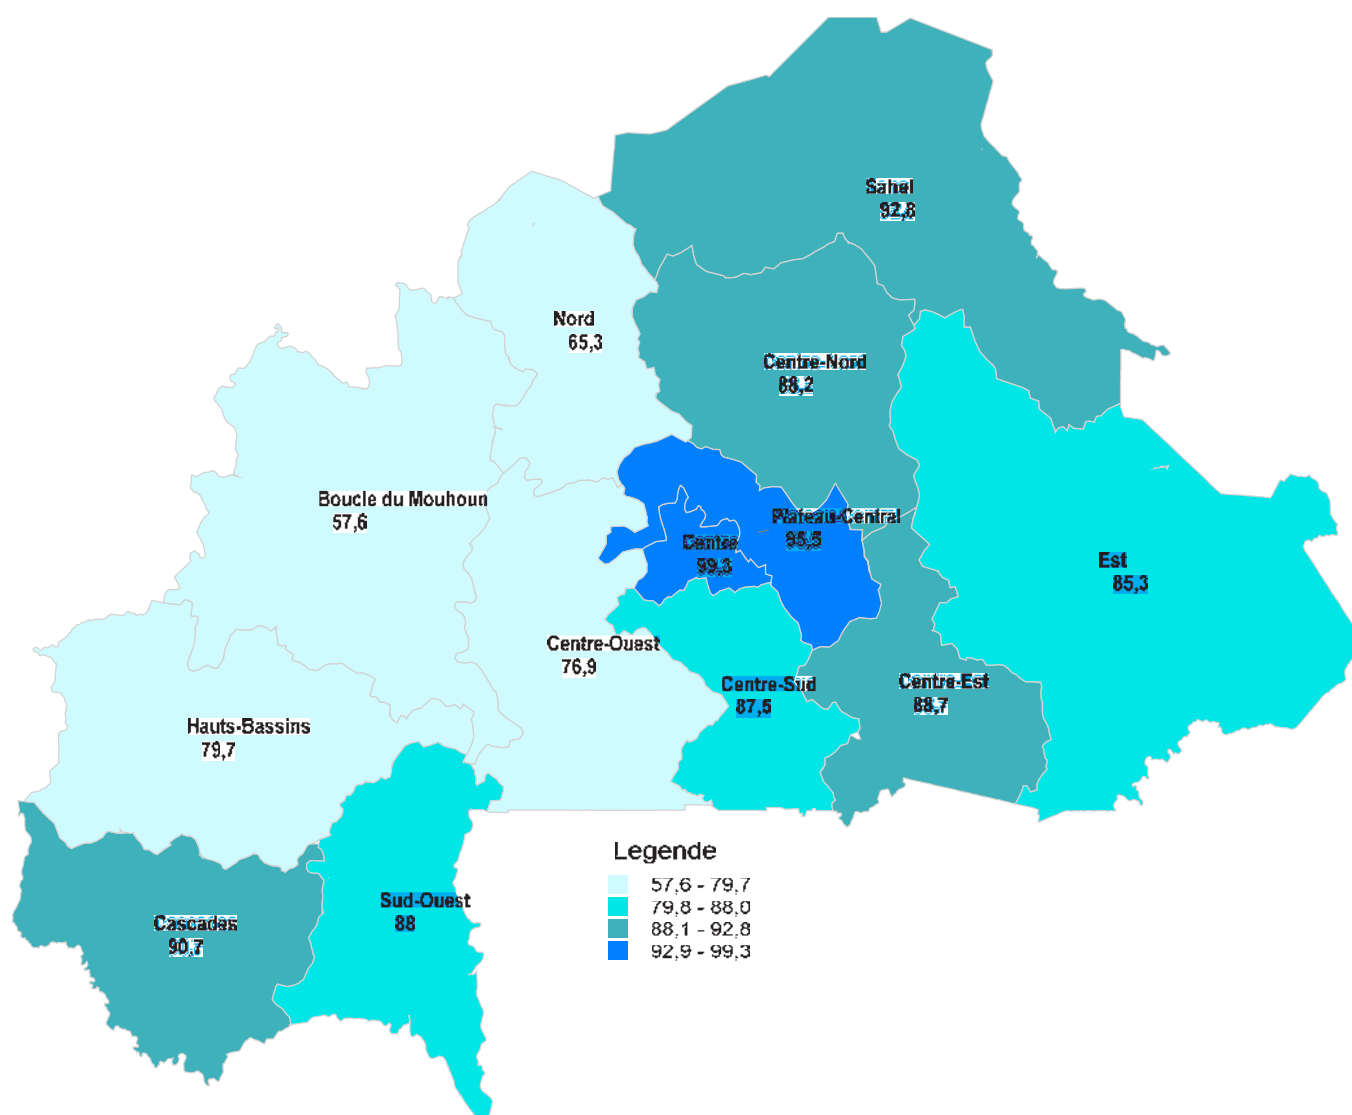 Sahel
92,8
Nord
65,3
Centre-Nord
88,2
Boucle du Mouhoun
57,6
Plateau-Central
95,5
Centre
99,3
Est
85,3
Centre-Ouest
76,9
Centre-Sud
87,5
Centre-Est
88,7
Hauts-Bassins
79,7
Sud-Ouest
88
Cascades
90,7
Legende
57,6 - 79,7
79,8 - 88,0
88,1 - 92,8
92,9 - 99,3